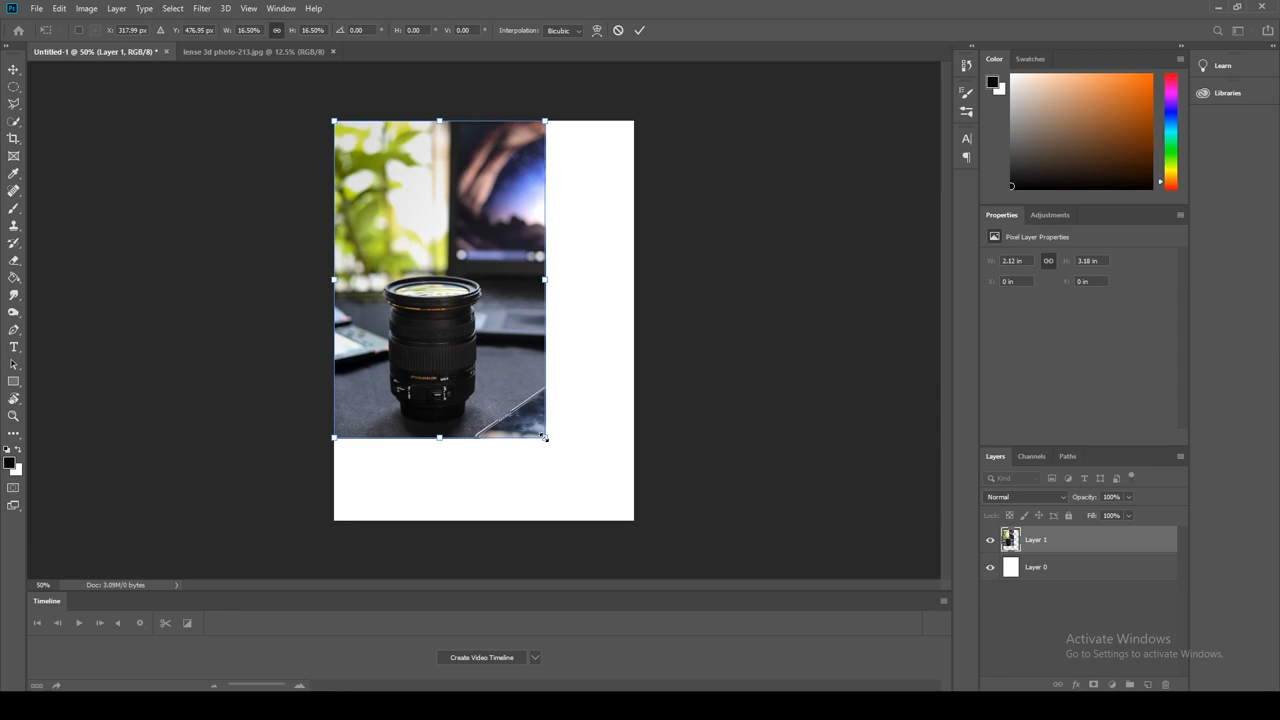 Ps File Edit Image Layer Type Select Filter 3D View Window Help
X: 317.99 px Y: 476.95 px W: 16.50% H: 16.50% 0.00 H: 0.00 V: 0.00 Interpolation: Bicubic
Untitled-1 @ 50% (Layer 1, RGB/8) * × lense 3d photo-213.jpg @ 12.5% (RGB/8) ×
Color Swatches
Learn
Libraries
Properties Adjustments
Pixel Layer Properties
W: 2.12 in H: 3.18 in
X: 0 in Y: 0 in
Layers Channels Paths
Kind
Normal Opacity: 100%
Lock: Fill: 100%
Layer 1
Layer 0
50% Doc: 3.09M/0 bytes
Timeline
Create Video Timeline
Activate Windows
Go to Settings to activate Windows.